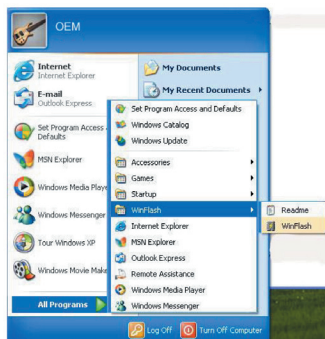 OEM
Internet
Internet Explorer
E-mail
Outlook Express
Set Program Access
Defaults
MSN Explorer
Windows Media Playe
Windows Messenger
Tour Windows XP
Windows Movie Make
All Programs
My Documents
My Recent Documents
Set Program Access and Defaults
Windows Catalog
Windows Update
Accessories
Games
Startup
WinFlash
Internet Explorer
MSN Explorer
Outlook Express
Remote Assistance
Windows Media Player
Windows Messenger
Readme
WinFlash
Log Off
Turn Off Computer